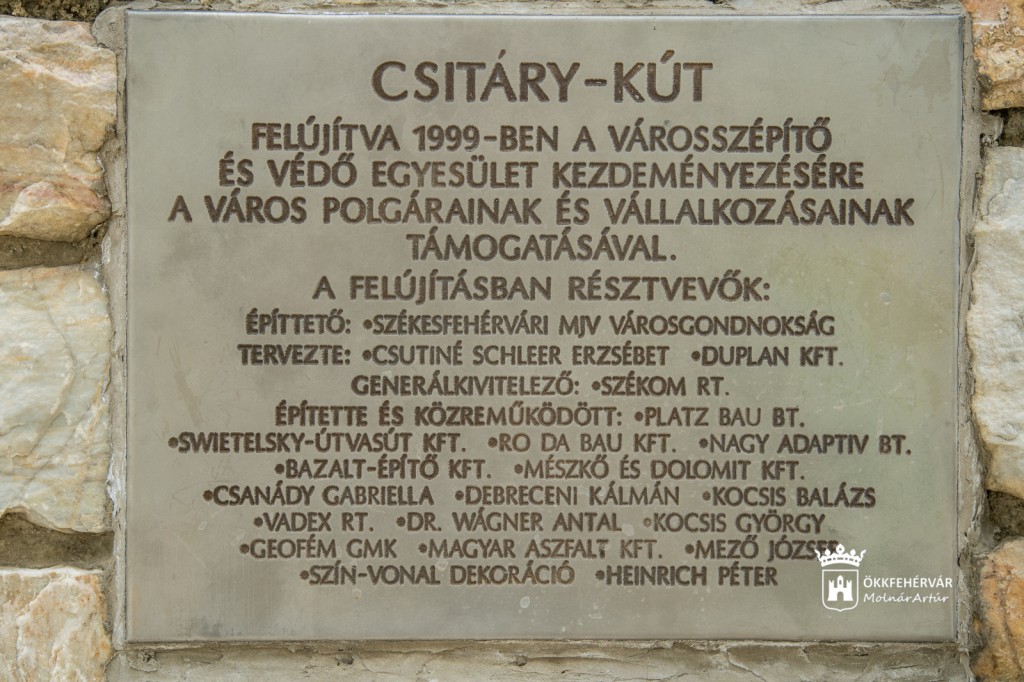 CSITÁRY-KÚT
FELÚJÍTVA 1999-BEN A VÁROSSZÉPÍTŐ
ÉS VÉDŐ EGYESÜLET KEZDEMÉNYEZÉSÉRE
A VÁROS POLGÁRAINAK ÉS VÁLLALKOZÁSAINAK
TÁMOGATÁSÁVAL.
A FELÚJÍTÁSBAN RÉSZTVEVŐK:
ÉPÍTTETŐ: •SZÉKESFEHÉRVÁRI MJV VÁROSGONDNOKSÁG
TERVEZTE: •CSUTINÉ SCHLEER ERZSÉBET •DUPLAN KFT.
GENERÁLKIVITELEZŐ: •SZÉKOM RT.
ÉPÍTETTE ÉS KÖZREMŰKÖDÖTT: •PLATZ BAU BT.
•SWIETELSKY-ÚTVASÚT KFT. •RO DA BAU KFT. •NAGY ADAPTIV BT.
•BAZALT-ÉPÍTŐ KFT. •MÉSZKŐ ÉS DOLOMIT KFT.
•CSANÁDY GABRIELLA •DEBRECENI KÁLMÁN •KOCSIS BALÁZS
•VADEX RT. •DR. WÁGNER ANTAL •KOCSIS GYÖRGY
•GEOFÉM GMK •MAGYAR ASZFALT KFT. •MEZŐ JÓZSEF
•SZÍN-VONAL DEKORÁCIÓ •HEINRICH PÉTER
ÖKKFEHÉRVÁR
MolnárArtúr